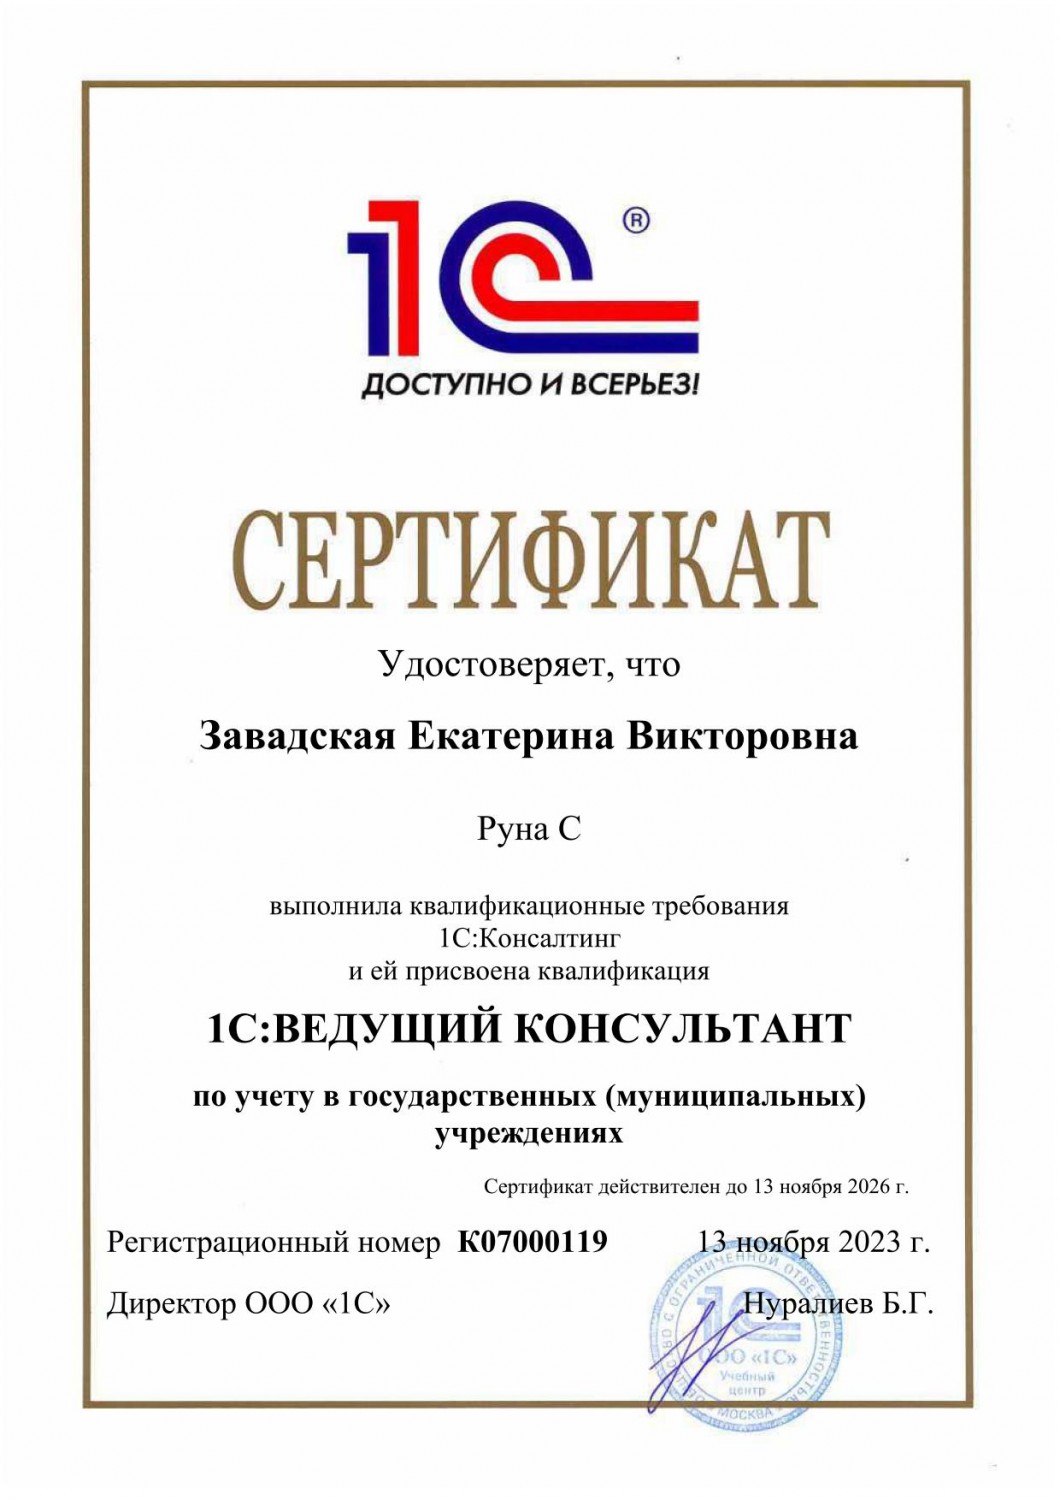 1С®
ДОСТУПНО И ВСЕРЬЕЗ!
СЕРТИФИКАТ
Удостоверяет, что
Завадская Екатерина Викторовна
Руна С
выполнила квалификационные требования
1С:Консалтинг
и ей присвоена квалификация
1С:ВЕДУЩИЙ КОНСУЛЬТАНТ
по учету в государственных (муниципальных)
учреждениях
Сертификат действителен до 13 ноября 2026 г.
Регистрационный номер К07000119 13 ноября 2023 г.
Директор ООО «1С» Нуралиев Б.Г.
С ОГРАНИЧЕННОЙ ОТВЕТСТВЕННОСТЬЮ
1С
ООО «1С»
Учебный
центр
МОСКВА